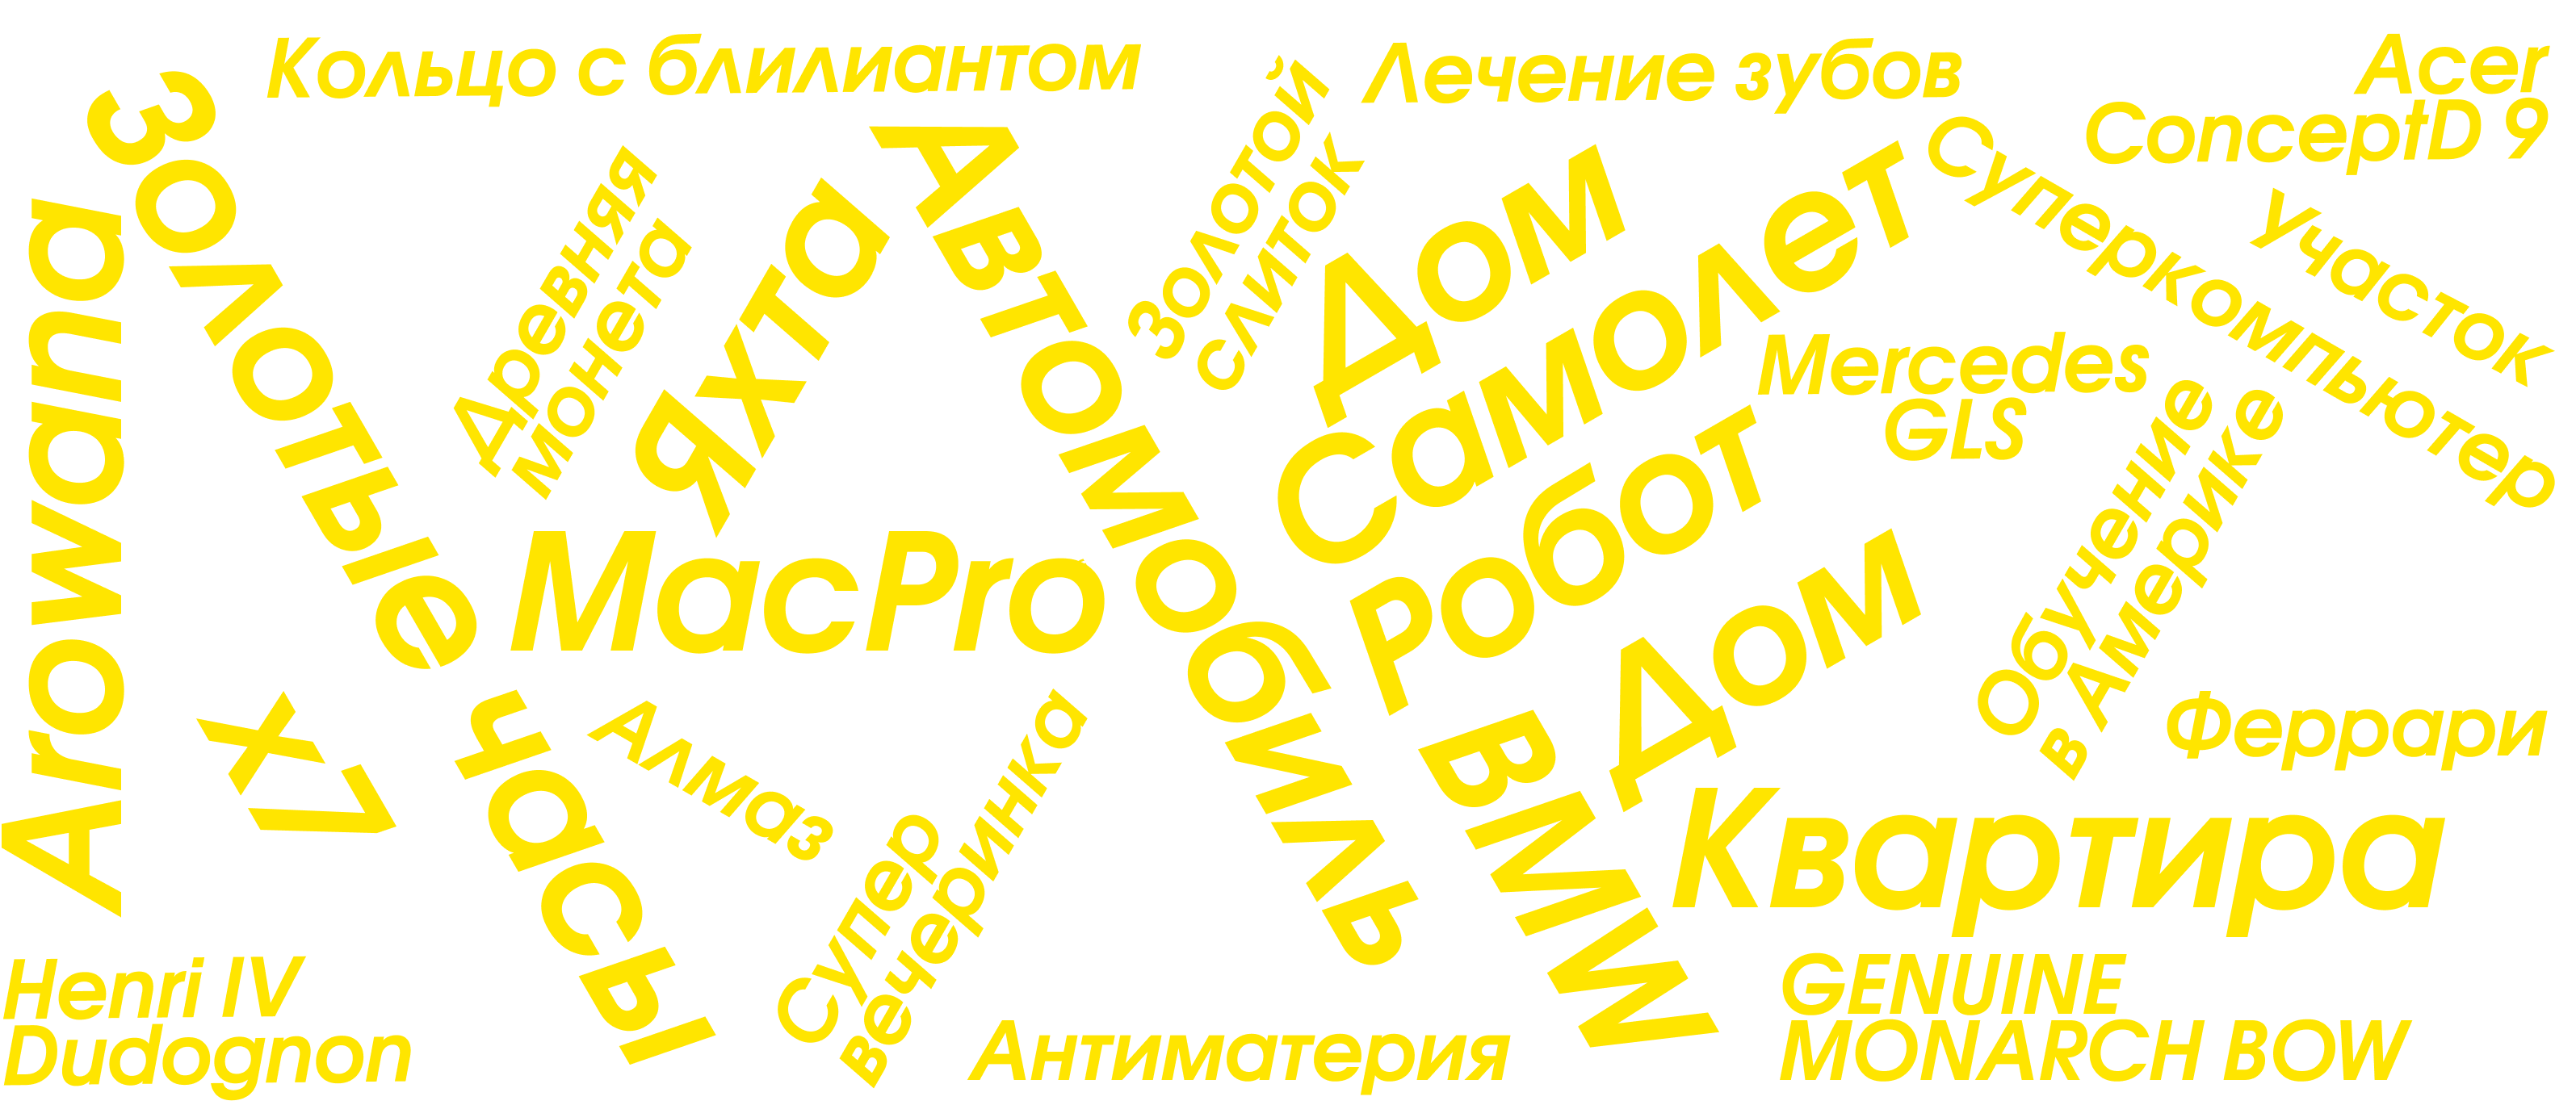 Кольцо с блилиантом
Лечение зубов
Acer
ConceptD 9
Золотые часы
Древняя
монета
Яхта
Автомобиль
Золотой
слиток
Дом
Самолет
Суперкомпьютер
Участок
Arowana
Mercedes
GLS
Робот
Обучение
в Америке
MacPro
Дом
x7
Алмаз
Супер
вечеринка
BMW
Феррари
Квартира
Henri IV
Dudognon
Антиматерия
GENUINE
MONARCH BOW